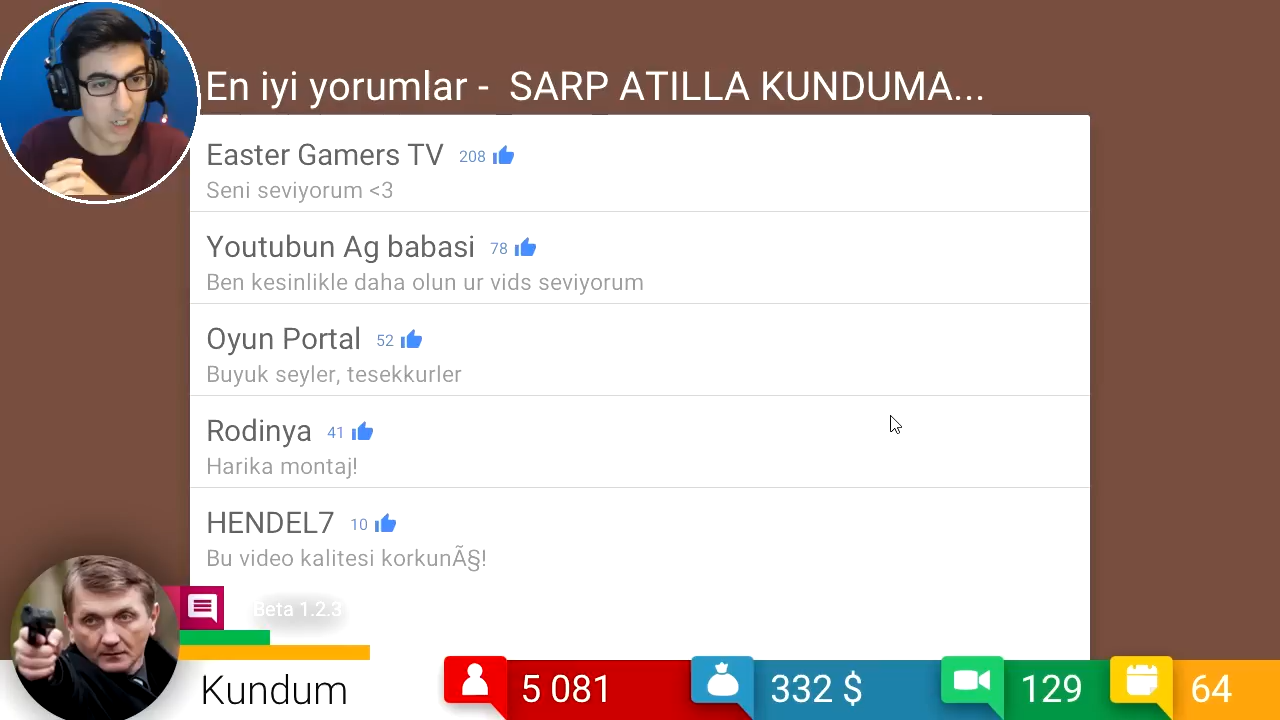 En iyi yorumlar - SARP ATILLA KUNDUMA...
Easter Gamers TV 208
Seni seviyorum <3
Youtubun Ag babasi 78
Ben kesinlikle daha olun ur vids seviyorum
Oyun Portal 52
Buyuk seyler, tesekkurler
Rodinya 41
Harika montaj!
HENDEL7 10
Bu video kalitesi korkunÃ§!
Beta 1.2.3
Kundum
5 081
332 $
129
64